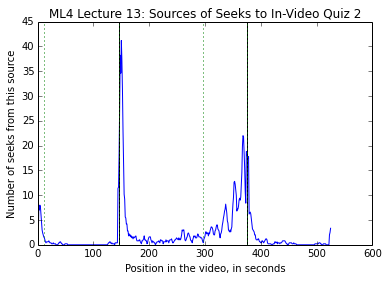 ML4 Lecture 13: Sources of Seeks to In-Video Quiz 2
Number of seeks from this source
45
40
35
30
25
20
15
10
5
0
0 100 200 300 400 500 600
Position in the video, in seconds